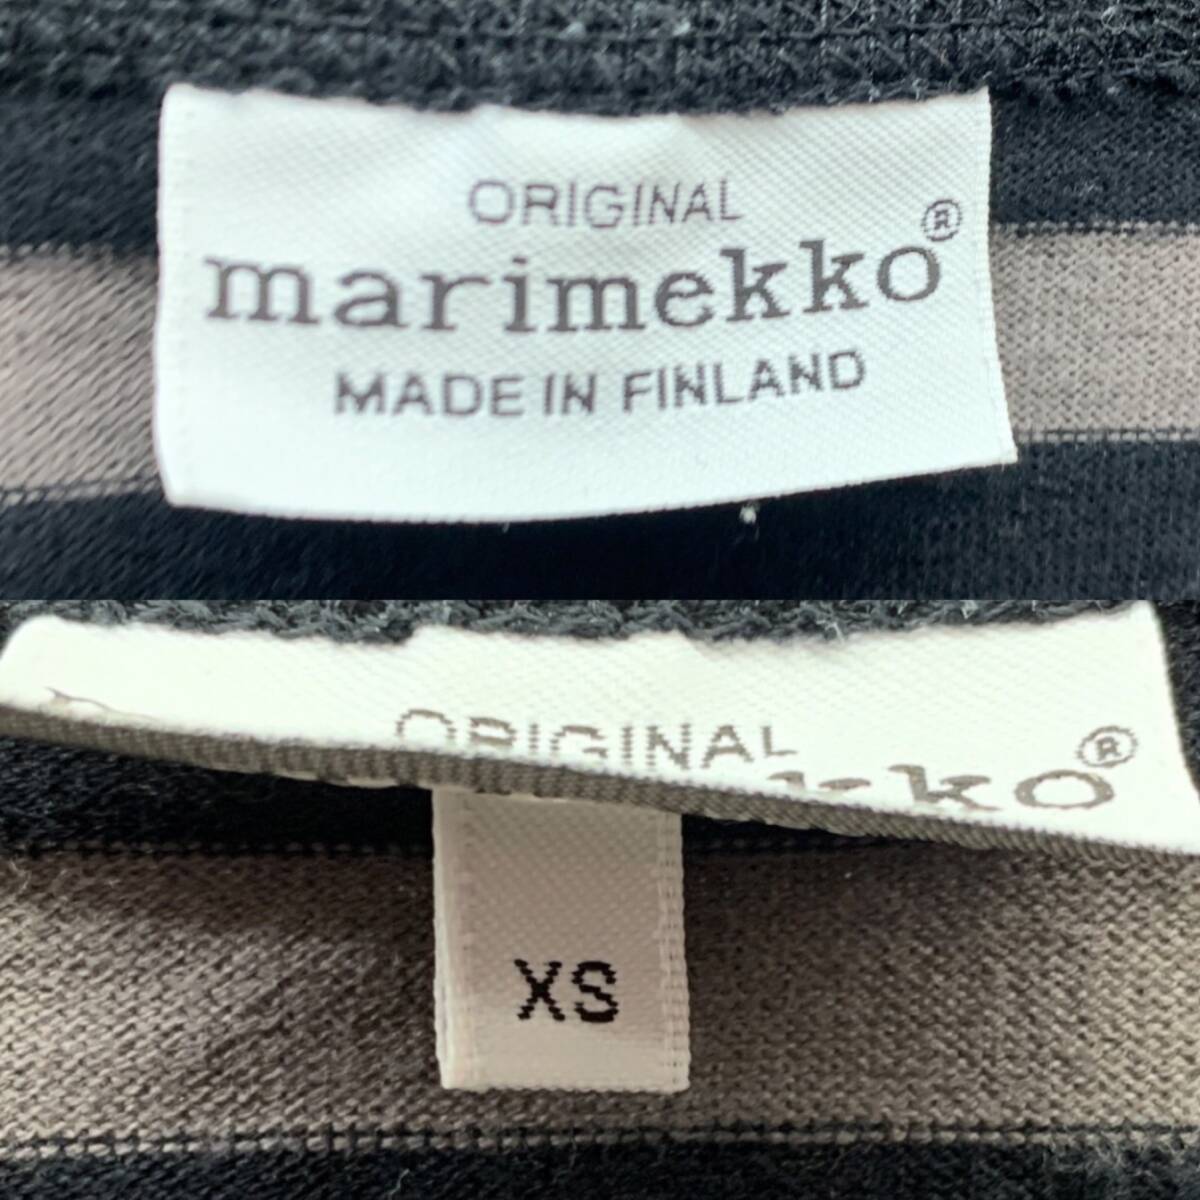 ORIGINAL
marimekko®
MADE IN FINLAND
ORIGINAL
kko®
XS